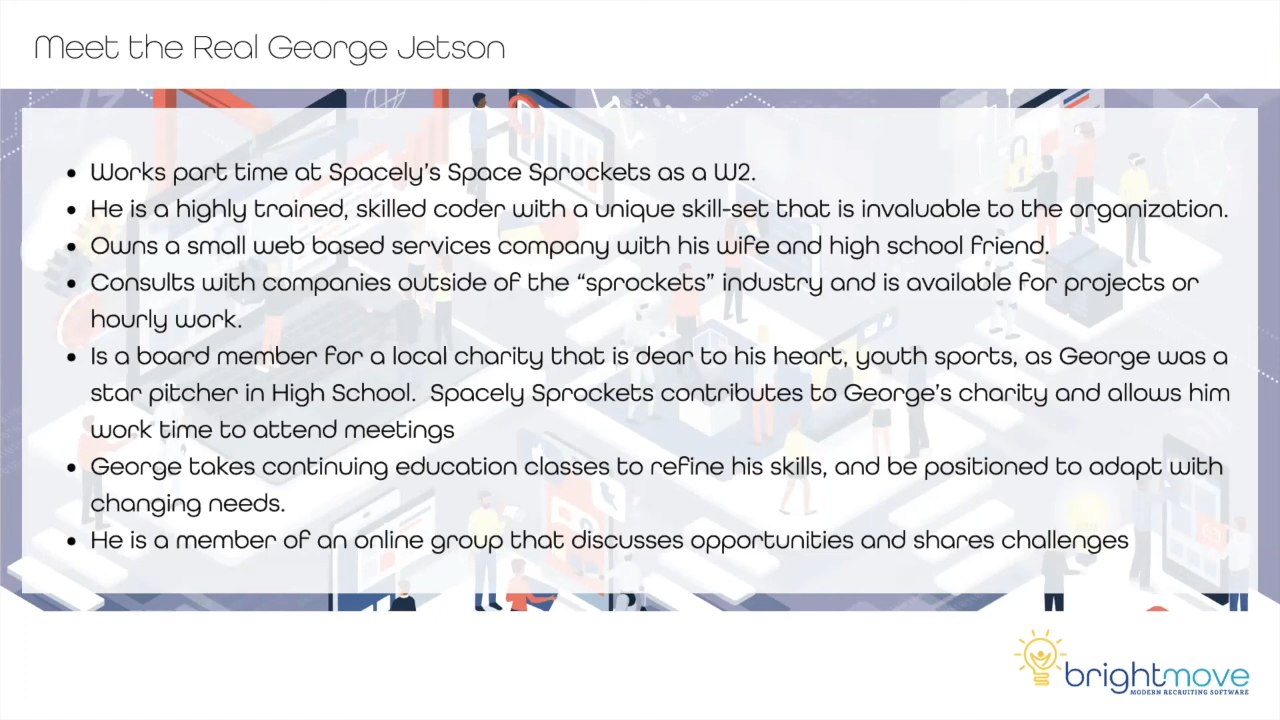 Meet the Real George Jetson
• Works part time at Spacely's Space Sprockets as a W2.
• He is a highly trained, skilled coder with a unique skill-set that is invaluable to the organization.
• Owns a small web based services company with his wife and high school friend.
• Consults with companies outside of the “sprockets” industry and is available for projects or
hourly work.
• Is a board member for a local charity that is dear to his heart, youth sports, as George was a
star pitcher in High School.  Spacely Sprockets contributes to George's charity and allows him
work time to attend meetings
• George takes continuing education classes to refine his skills, and be positioned to adapt with
changing needs.
• He is a member of an online group that discusses opportunities and shares challenges
brightmove
MODERN RECRUITING SOFTWARE